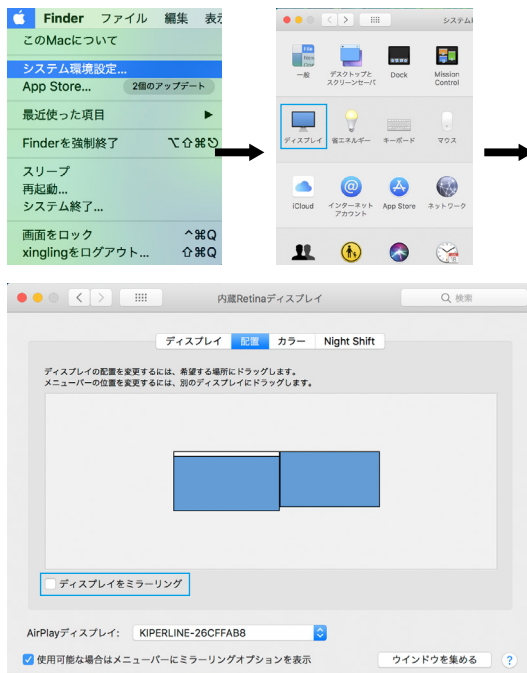 Finder ファイル 編集 表示
このMacについて
システム環境設定...
App Store... 2個のアップデート
最近使った項目
Finderを強制終了 ⌥⇧⌘⎋
スリープ
再起動...
システム終了...
画面をロック ^⌘Q
xinglingをログアウト... ⇧⌘Q
システム
一般
デスクトップと
スクリーンセーバ
Dock
Mission
Control
ディスプレイ
省エネルギー
キーボード
マウス
iCloud
インターネット
アカウント
App Store
ネットワーク
内蔵Retinaディスプレイ
検索
ディスプレイ 配置 カラー Night Shift
ディスプレイの配置を変更するには、希望する場所にドラッグします。
メニューバーの位置を変更するには、別のディスプレイにドラッグします。
ディスプレイをミラーリング
AirPlayディスプレイ: KIPERLINE-26CFFAB8
使用可能な場合はメニューバーにミラーリングオプションを表示
ウインドウを集める ?